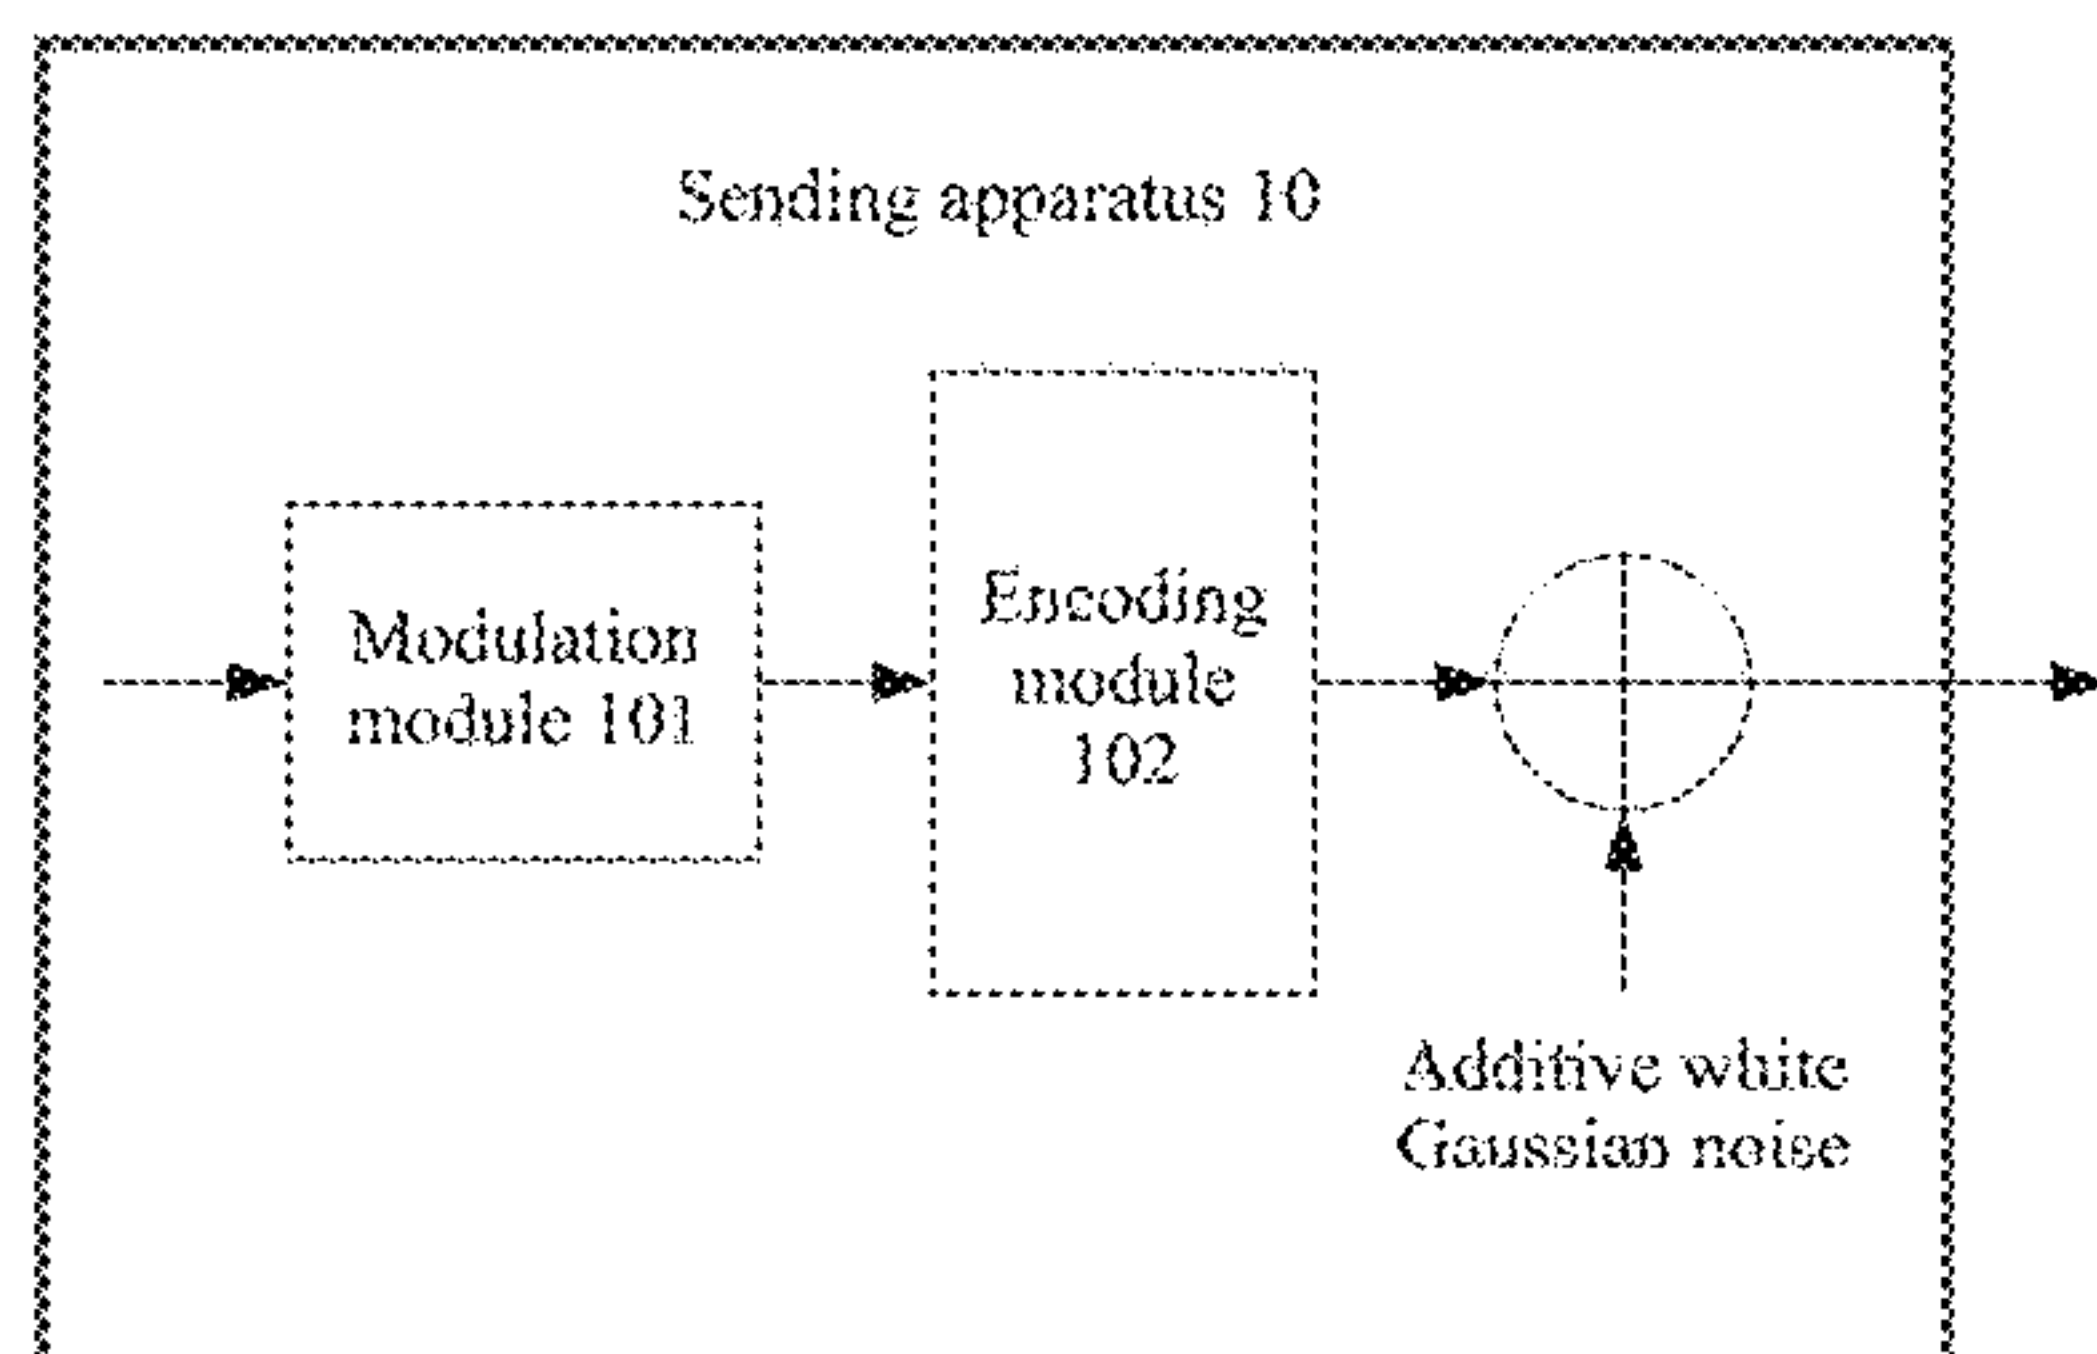 Sending apparatus 10
Modulation
module 101
Encoding
module
102
Additive white
Gaussian noise